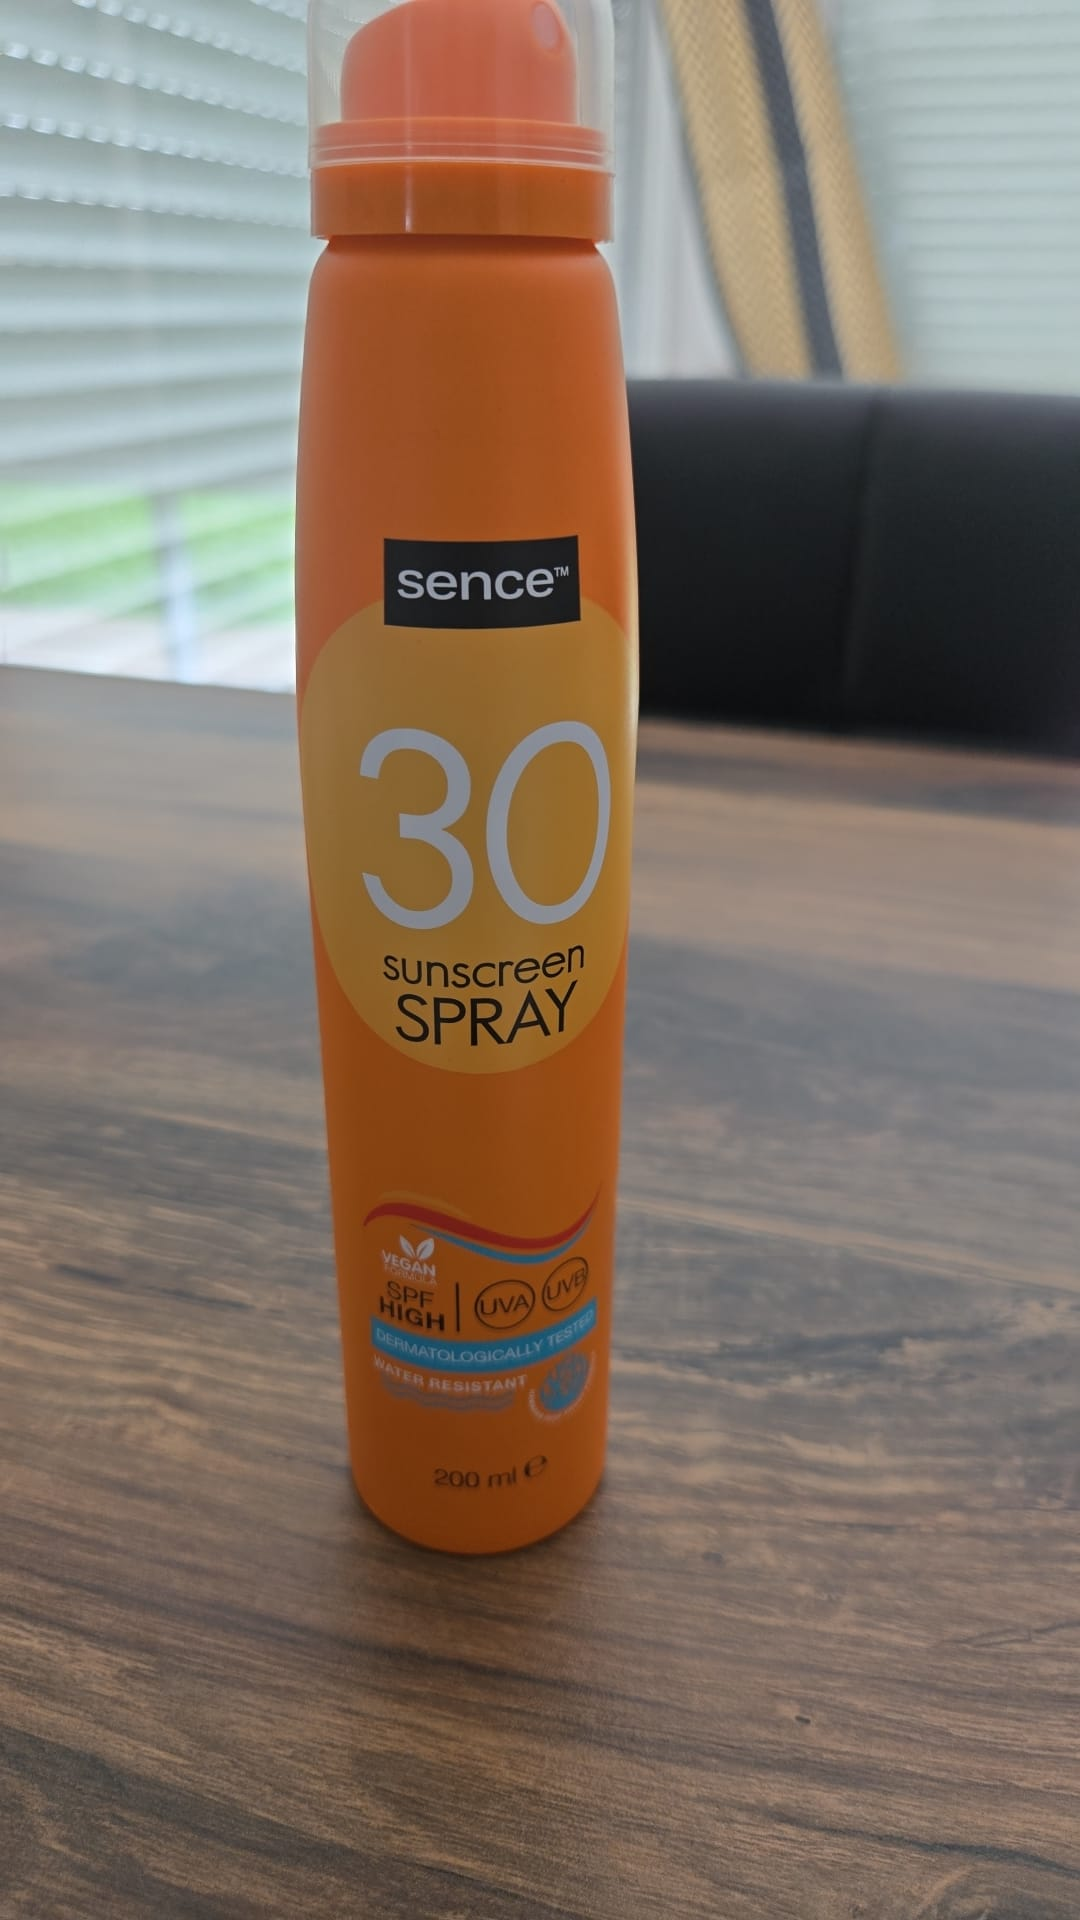 sence™
30
sunscreen
SPRAY
VEGAN
FORMULA
SPF
HIGH
UVA
UVB
DERMATOLOGICALLY TESTED
WATER RESISTANT
200 ml ℮